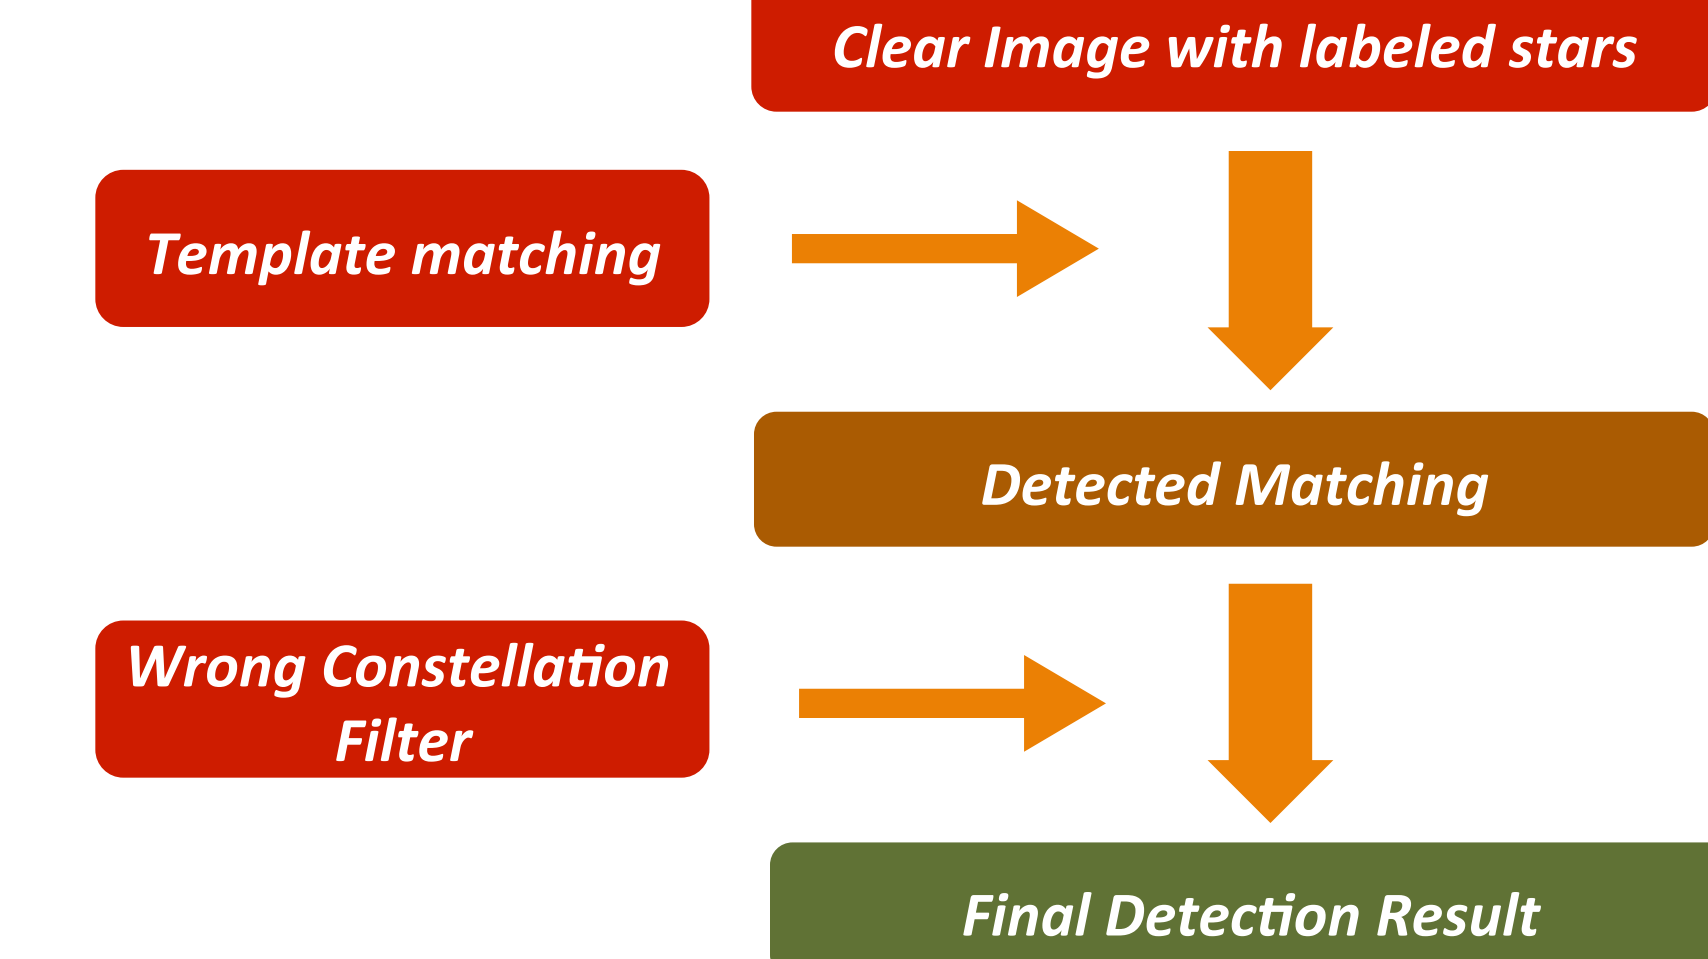 Clear Image with labeled stars
Template matching
Detected Matching
Wrong Constellation
Filter
Final Detection Result